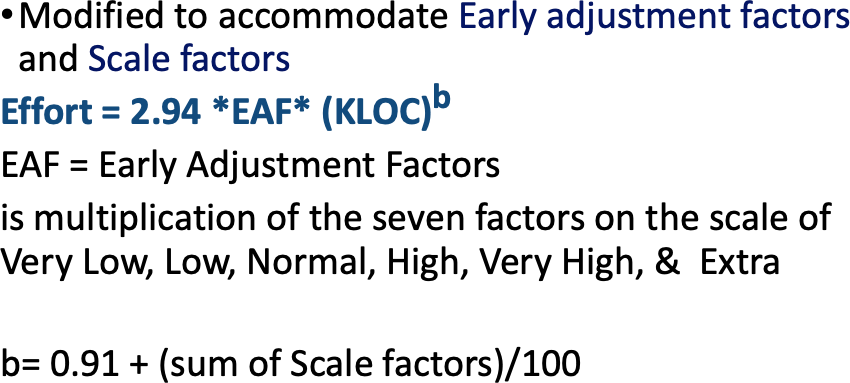 •Modified to accommodate Early adjustment factors
and Scale factors
Effort = 2.94 *EAF* (KLOC)ᵇ
EAF = Early Adjustment Factors
is multiplication of the seven factors on the scale of
Very Low, Low, Normal, High, Very High, & Extra
b= 0.91 + (sum of Scale factors)/100